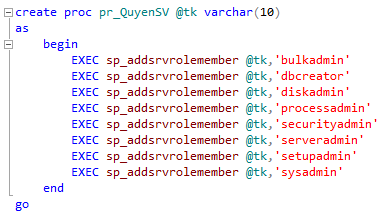 create proc pr_QuyenSV @tk varchar(10)
as
begin
EXEC sp_addsrvrolemember @tk,'bulkadmin'
EXEC sp_addsrvrolemember @tk,'dbcreator'
EXEC sp_addsrvrolemember @tk,'diskadmin'
EXEC sp_addsrvrolemember @tk,'processadmin'
EXEC sp_addsrvrolemember @tk,'securityadmin'
EXEC sp_addsrvrolemember @tk,'serveradmin'
EXEC sp_addsrvrolemember @tk,'setupadmin'
EXEC sp_addsrvrolemember @tk,'sysadmin'
end
go